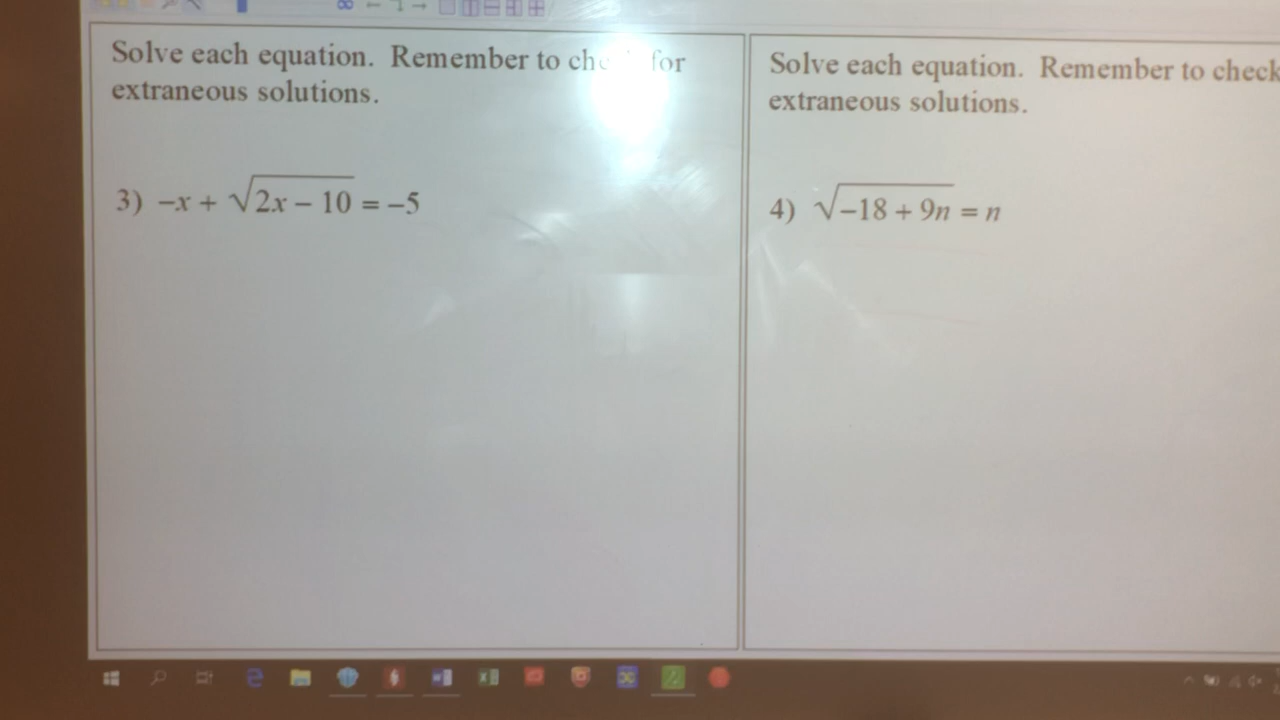 Solve each equation. Remember to for
extraneous solutions.
3) −x + √2x − 10 = −5
Solve each equation. Remember to check
extraneous solutions.
4) √−18 + 9n = n